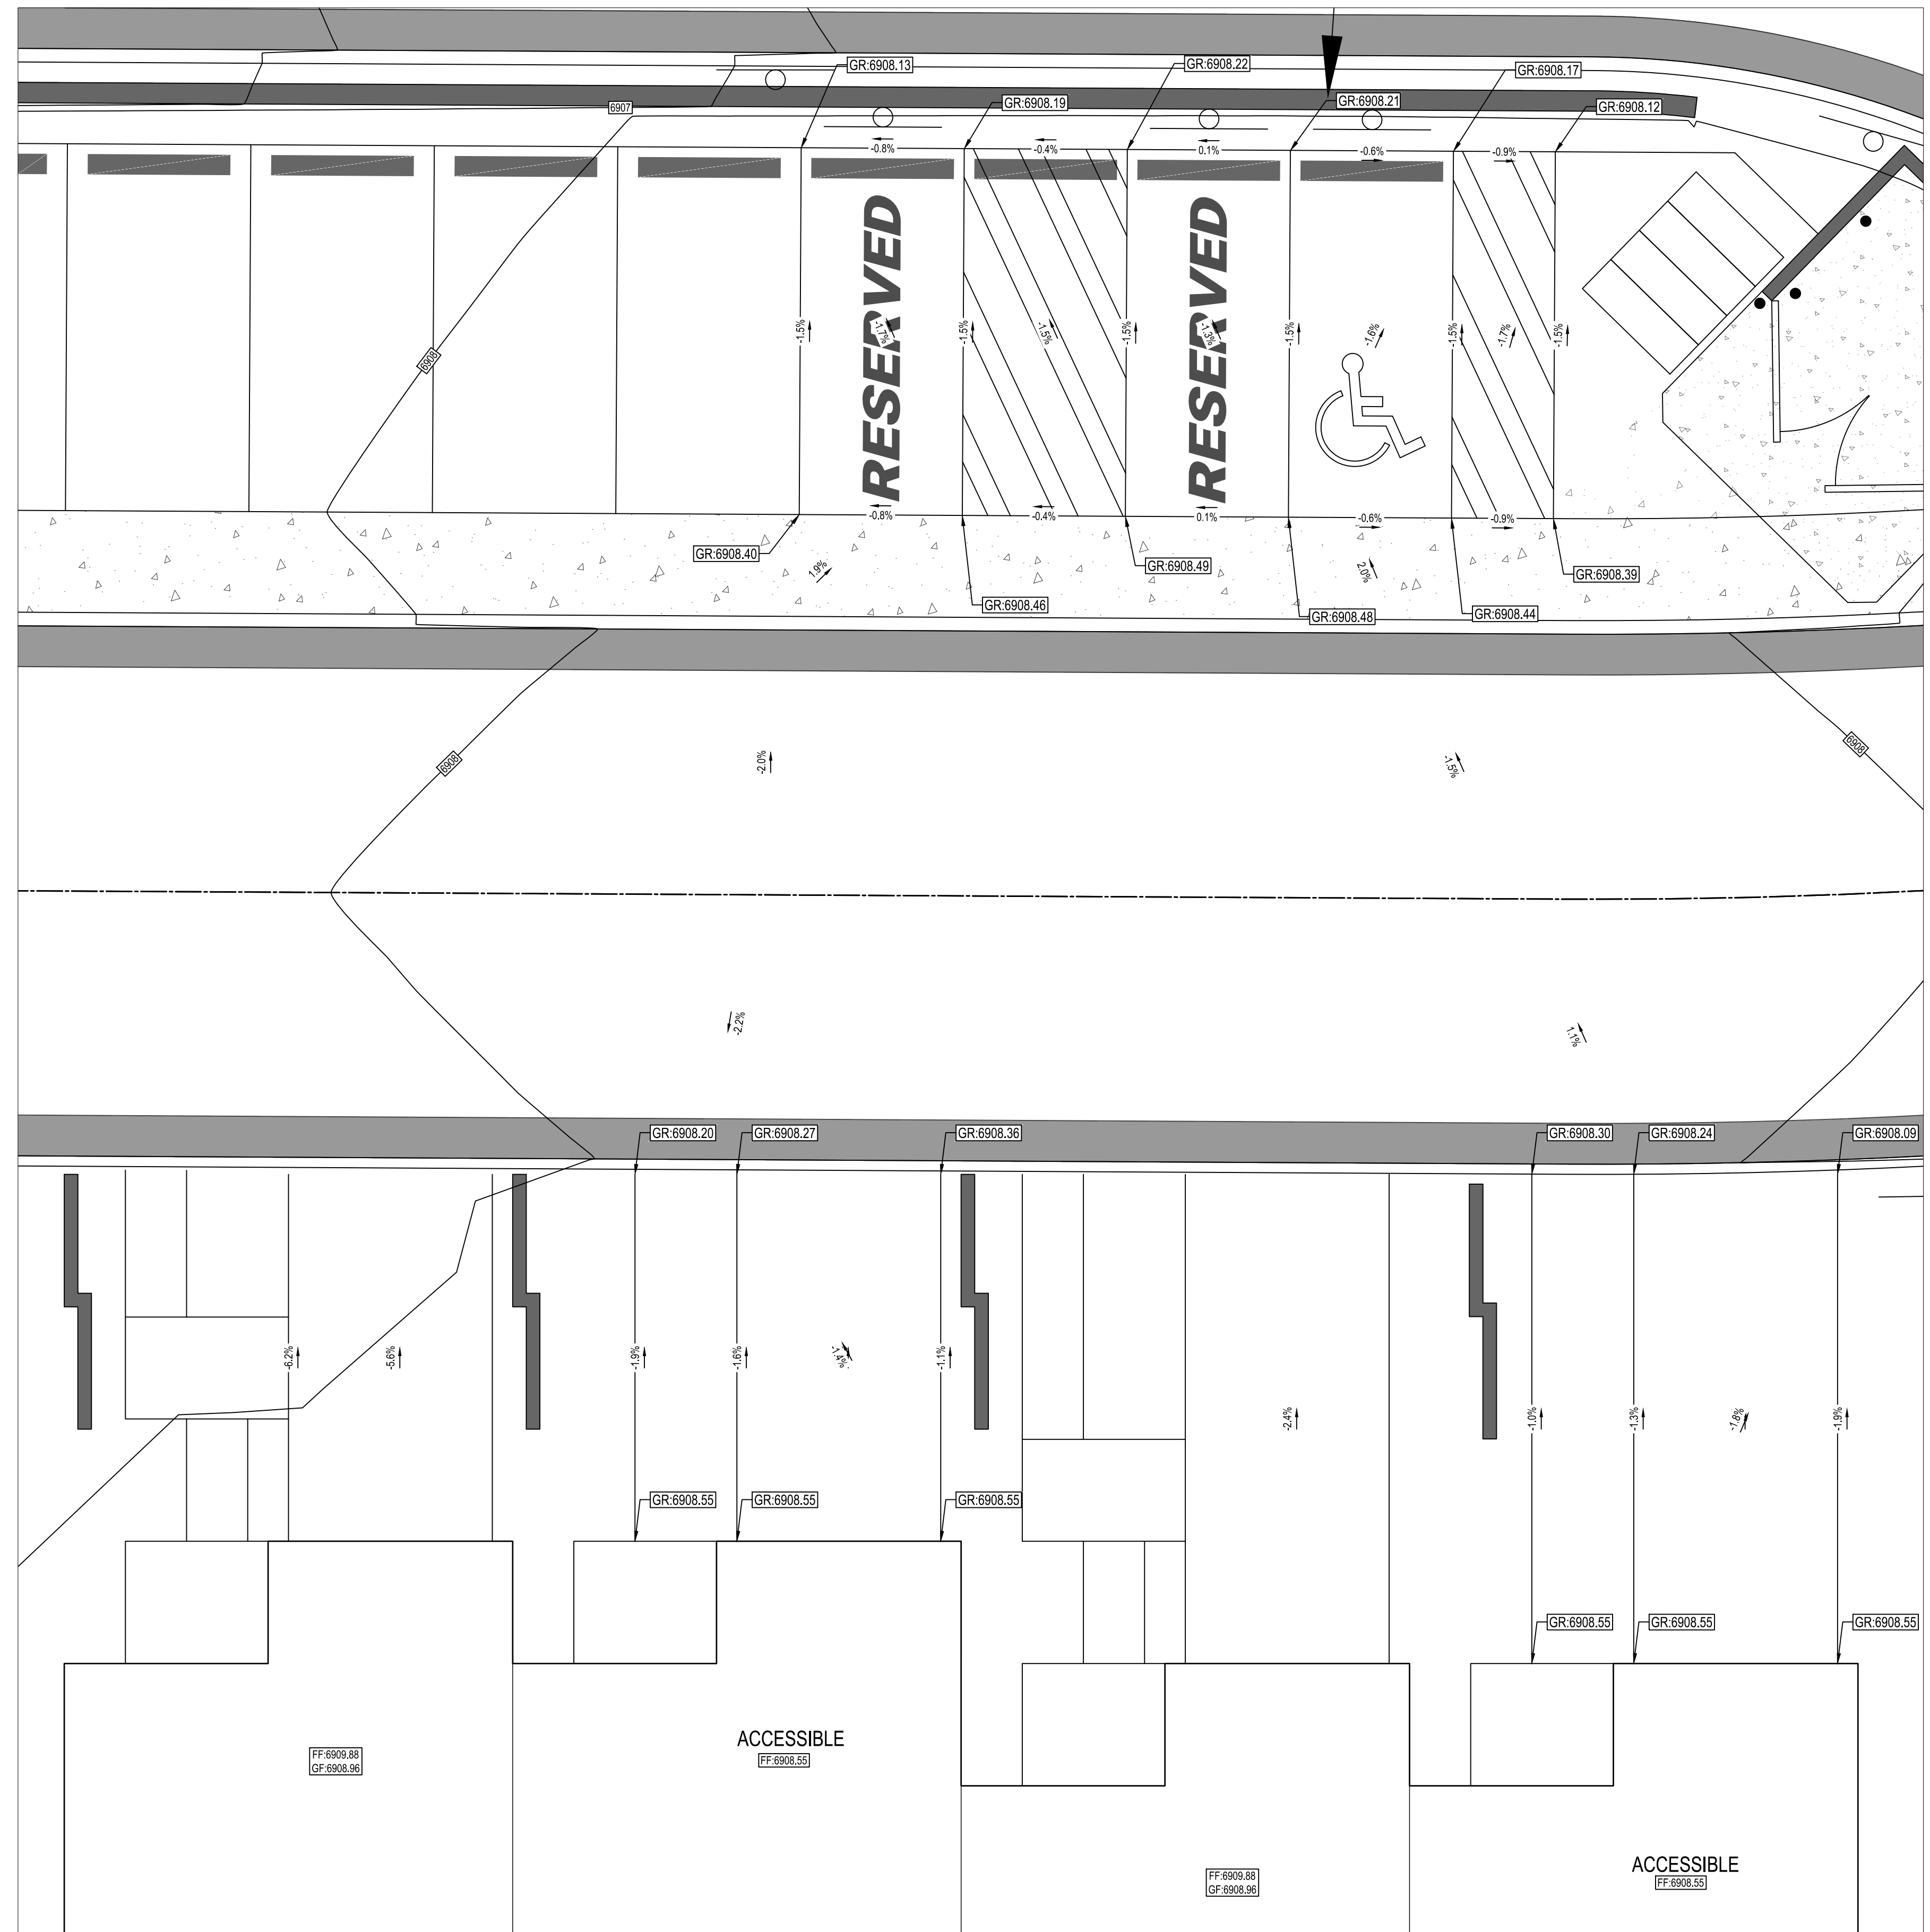 GR:6908.13
GR:6908.22
GR:6908.17
GR:6908.19
GR:6908.21
GR:6908.12
6907
-0.8%
-0.4%
0.1%
-0.6%
-0.9%
RESERVED
RESERVED
6908
-1.5%
-1.7%
-1.5%
-1.5%
-1.5%
-1.3%
-1.5%
-1.6%
-1.5%
-1.7%
-1.5%
-0.8%
-0.4%
0.1%
-0.6%
-0.9%
GR:6908.40
1.9%
GR:6908.49
2.0%
GR:6908.39
GR:6908.46
GR:6908.48
GR:6908.44
6908
-2.0%
-1.5%
6908
-2.2%
1.1%
GR:6908.20
GR:6908.27
GR:6908.36
GR:6908.30
GR:6908.24
GR:6908.09
-6.2%
-5.6%
-1.9%
-1.6%
-1.4%
-1.1%
-2.4%
-1.0%
-1.3%
-1.8%
-1.9%
GR:6908.55
GR:6908.55
GR:6908.55
GR:6908.55
GR:6908.55
GR:6908.55
ACCESSIBLE
FF:6908.55
FF:6909.88
GF:6908.96
ACCESSIBLE
FF:6908.55
FF:6909.88
GF:6908.96